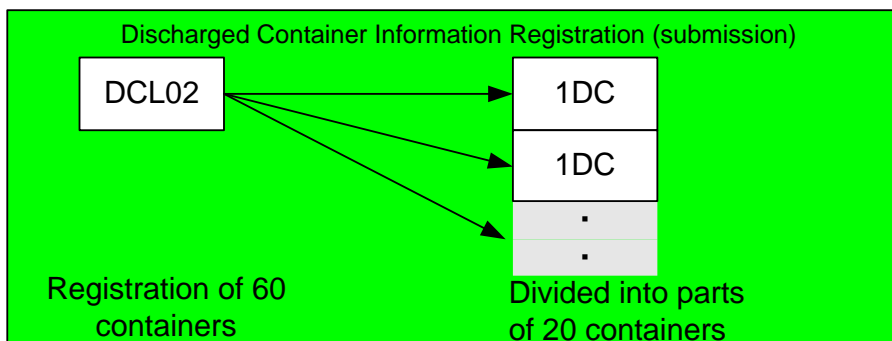 Discharged Container Information Registration (submission)
DCL02
1DC
1DC
.
.
Registration of 60
containers
Divided into parts
of 20 containers